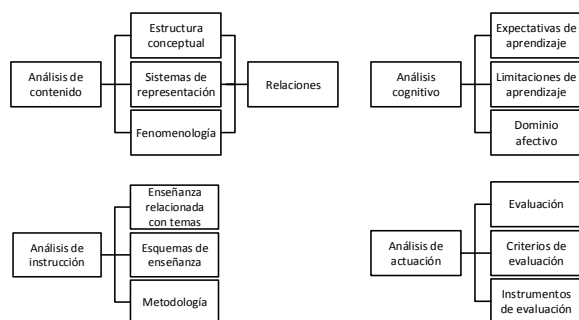 Estructura
conceptual
Análisis de
contenido
Sistemas de
representación
Relaciones
Fenomenología
Expectativas de
aprendizaje
Análisis
cognitivo
Limitaciones de
aprendizaje
Dominio
afectivo
Enseñanza
relacionada
con temas
Análisis de
instrucción
Esquemas de
enseñanza
Metodología
Evaluación
Análisis de
actuación
Criterios de
evaluación
Instrumentos
de evaluación